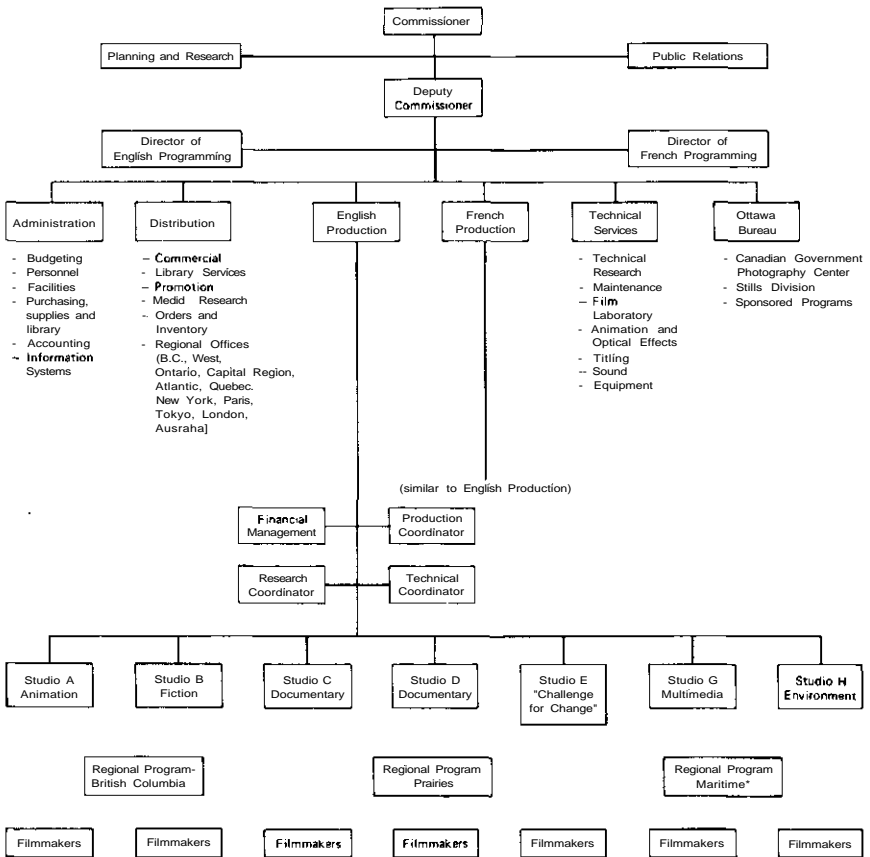 Commissioner
Planning and Research
Public Relations
Deputy
Commissioner
Director of
English Programming
Director of
French Programming
Administration
Distribution
English
Production
French
Production
Technical
Services
Ottawa
Bureau
- Budgeting
- Personnel
- Facilities
- Purchasing,
supplies and
library
- Accounting
- Information
Systems
- Commercial
- Library Services
- Promotion
- Medid Research
- Orders and
Inventory
- Regional Offices
(B.C., West,
Ontario, Capital Region,
Atlantic, Quebec.
New York, Paris,
Tokyo, London,
Ausraha]
- Technical
Research
- Maintenance
- Film
Laboratory
- Animation and
Optical Effects
- Titling
-- Sound
- Equipment
- Canadian Government
Photography Center
- Stills Division
- Sponsored Programs
(similar to English Production)
Financial
Management
Production
Coordinator
Research
Coordinator
Technical
Coordinator
Studio A
Animation
Studio B
Fiction
Studio C
Documentary
Studio D
Documentary
Studio E
"Challenge
for Change"
Studio G
Multimedia
Studio H
Environment
Regional Program-
British Columbia
Regional Program
Prairies
Regional Program
Maritime*
Filmmakers
Filmmakers
Filmmakers
Filmmakers
Filmmakers
Filmmakers
Filmmakers